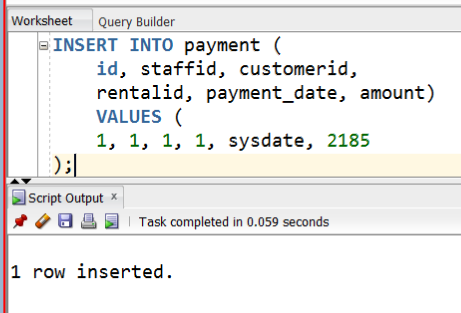 Worksheet Query Builder
INSERT INTO payment (
id, staffid, customerid,
rentalid, payment_date, amount)
VALUES (
1, 1, 1, 1, sysdate, 2185
);
Script Output x
Task completed in 0.059 seconds
1 row inserted.